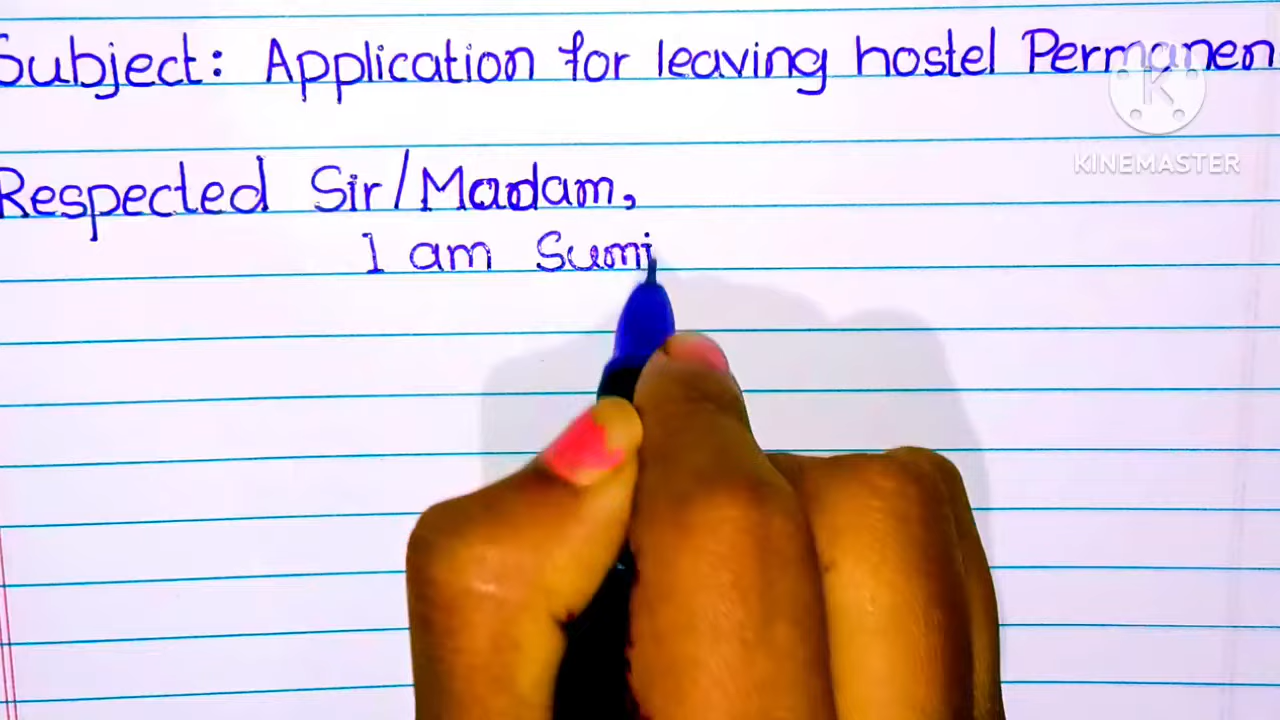 Subject: Application for leaving hostel Permanen
Respected Sir/Madam,
I am Sumi
K
KINEMASTER